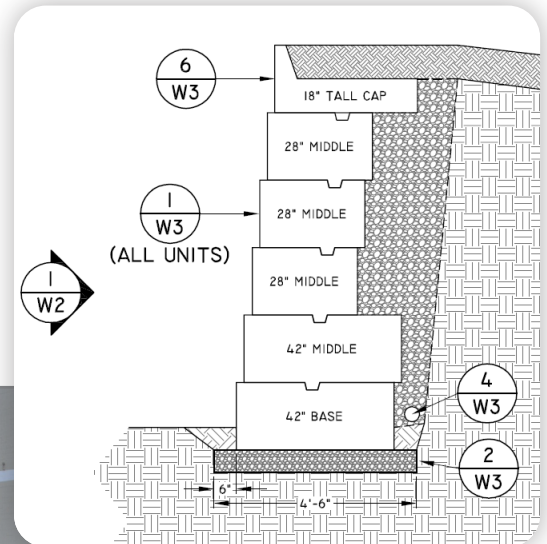 6
W3
18" TALL CAP
28" MIDDLE
1
W3
(ALL UNITS)
28" MIDDLE
1
W2
28" MIDDLE
42" MIDDLE
4
W3
42" BASE
2
W3
6"
4'-6"